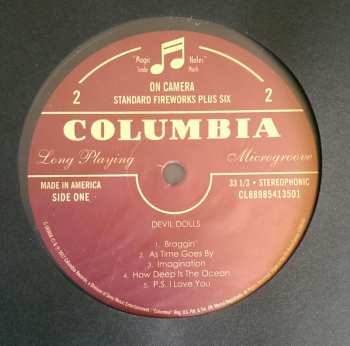 "Magic Notes"
Trade Mark
2 ON CAMERA 2
STANDARD FIREWORKS PLUS SIX
COLUMBIA
Long Playing Microgroove
MADE IN AMERICA 33 1/3 • STEREOPHONIC
SIDE ONE CL88985413501
DEVIL DOLLS
1. Braggin'
2. As Time Goes By
3. Imagination
4. How Deep Is The Ocean
5. P.S. I Love You